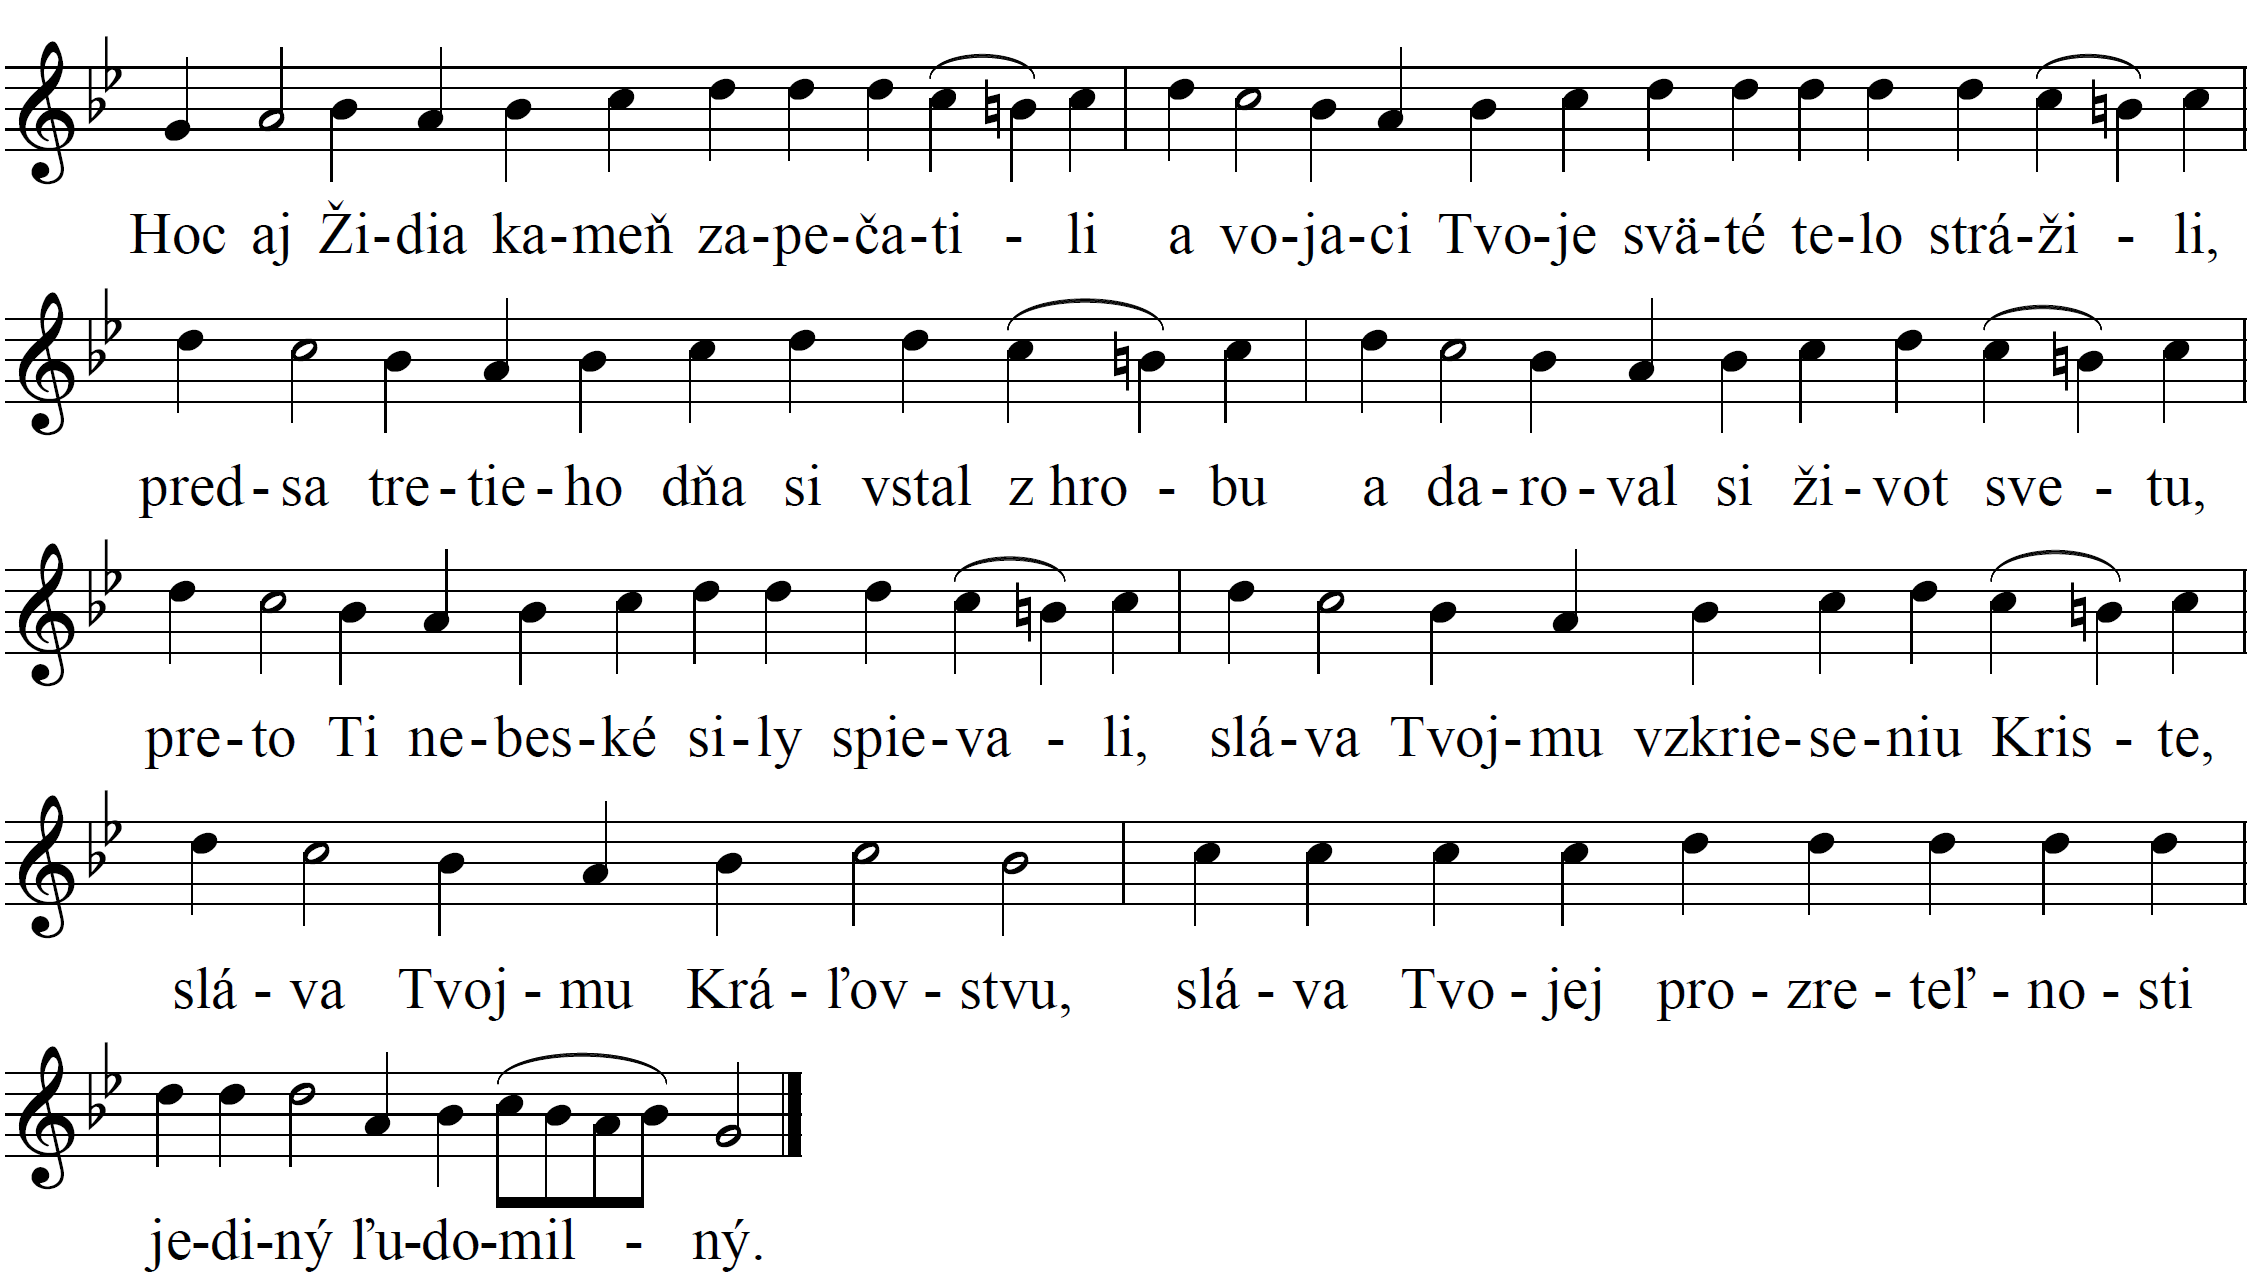 Hoc aj Ži-dia ka-meň za-pe-ča-ti - li a vo-ja-ci Tvo-je svä-té te-lo strá-ži - li,
pred-sa tre-tie-ho dňa si vstal z hro - bu a da-ro-val si ži-vot sve - tu,
pre-to Ti ne-bes-ké si-ly spie-va - li, slá-va Tvoj-mu vzkrie-se-niu Kris - te,
slá - va Tvoj - mu Krá - ľov - stvu, slá - va Tvo - jej pro - zre - teľ - no - sti
je-di-ný ľu-do-mil - ný.